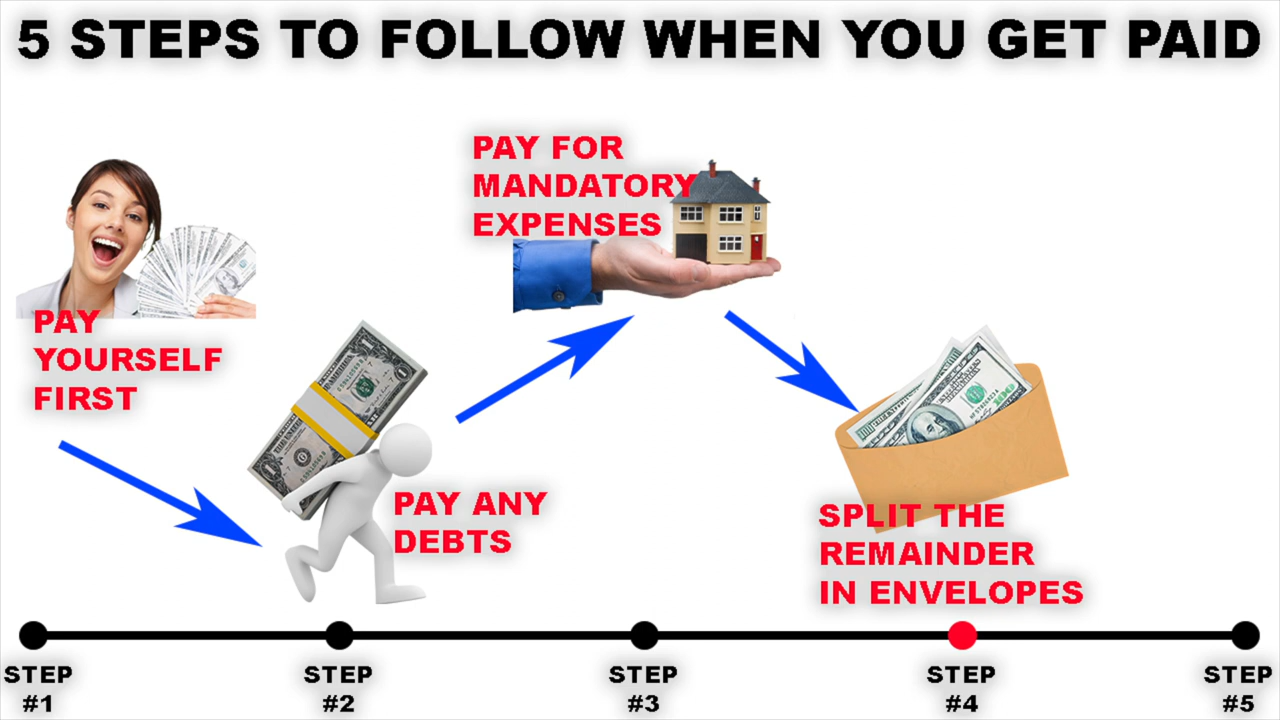 5 STEPS TO FOLLOW WHEN YOU GET PAID
PAY
YOURSELF
FIRST
PAY ANY
DEBTS
PAY FOR
MANDATORY
EXPENSES
SPLIT THE
REMAINDER
IN ENVELOPES
STEP
#1
STEP
#2
STEP
#3
STEP
#4
STEP
#5